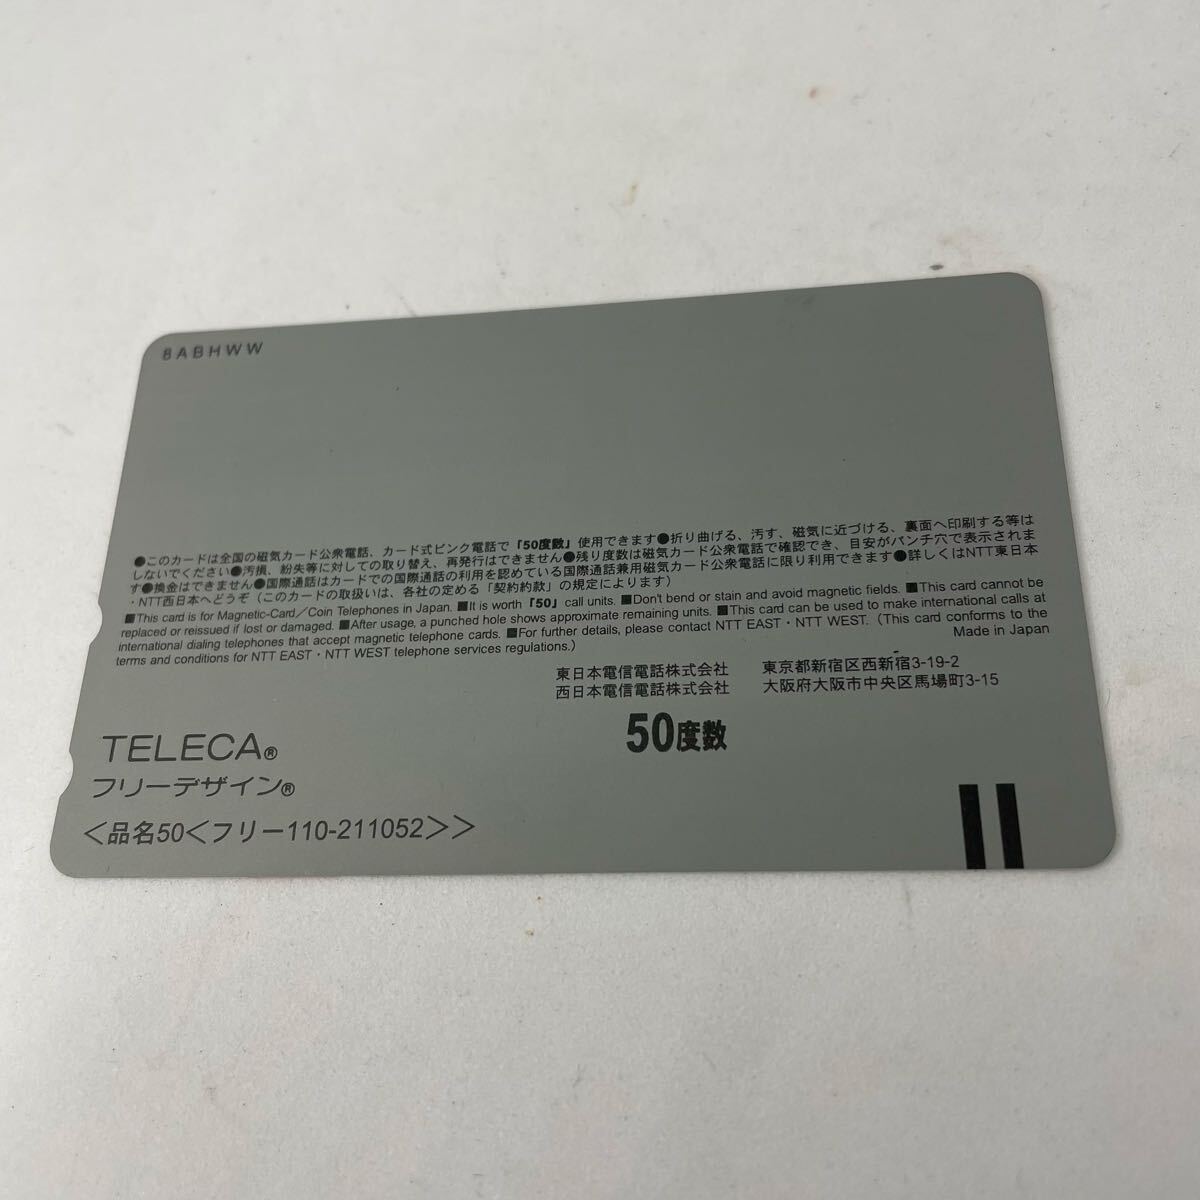 8ABHWW
●このカードは全国の磁気カード公衆電話、カード式ピンク電話で「50度数」使用できます●折り曲げる、汚す、磁気に近づける、裏面へ印刷する等は
しないでください●汚損、紛失等に対しての取り替え、再発行はできません●残り度数は磁気カード公衆電話で確認でき、目安がパンチ穴で表示されま
す●換金はできません●国際通話はカードでの国際通話の利用を認めている国際通話兼用磁気カード公衆電話に限り利用できます●詳しくはNTT東日本
・NTT西日本へどうぞ（このカードの取扱いは、各社の定める「契約約款」の規定によります）
■This card is for Magnetic-Card／Coin Telephones in Japan. ■It is worth「50」call units. ■Don't bend or stain and avoid magnetic fields. ■This card cannot be
replaced or reissued if lost or damaged. ■After usage, a punched hole shows approximate remaining units. ■This card can be used to make international calls at
international dialing telephones that accept magnetic telephone cards. ■For further details, please contact NTT EAST・NTT WEST. (This card conforms to the
terms and conditions for NTT EAST・NTT WEST telephone services regulations.)
Made in Japan
東日本電信電話株式会社 東京都新宿区西新宿3-19-2
西日本電信電話株式会社 大阪府大阪市中央区馬場町3-15
50度数
TELECA®
フリーデザイン®
＜品名50＜フリー110-211052＞＞